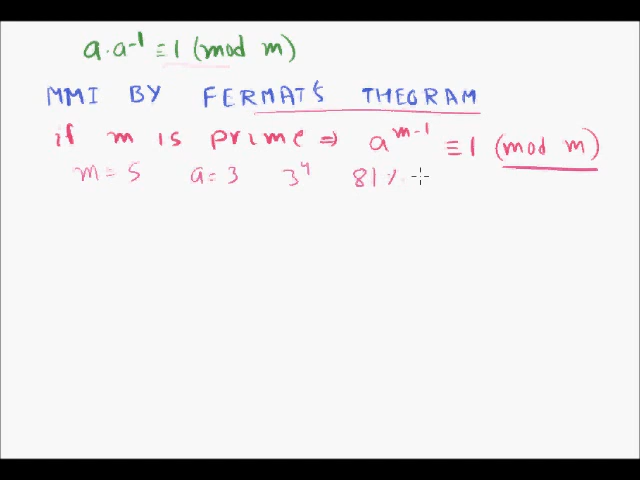 a · a⁻¹ ≡ 1 (mod m)
MMI BY FERMAT'S THEORAM
if m is prime ⇒ a^m-1 ≡ 1 (mod m)
m = 5 a = 3 3⁴ 81 %